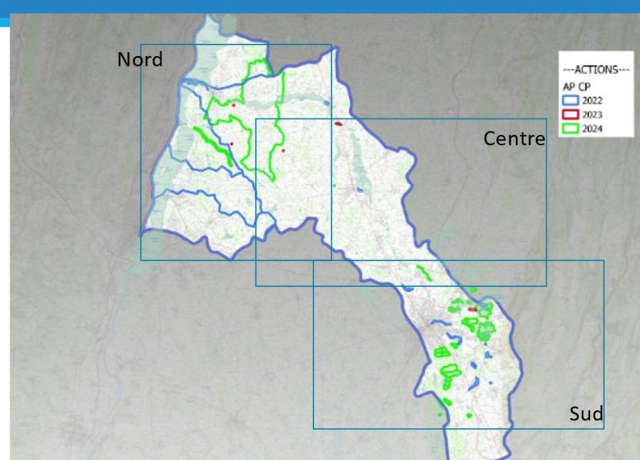 Nord
---ACTIONS---
AP CP
2022
2023
2024
Centre
Sud